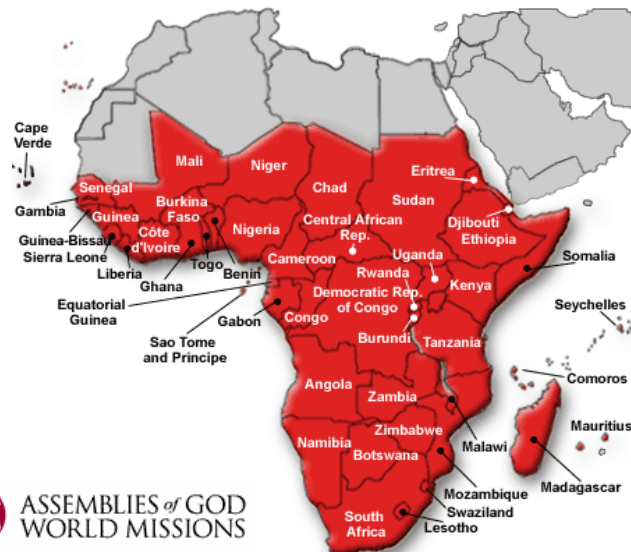 Cape
Verde
Mali
Niger
Chad
Sudan
Eritrea
Senegal
Gambia
Guinea
Burkina
Faso
Nigeria
Central African
Rep.
Djibouti
Ethiopia
Guinea-Bissau
Sierra Leone
Côte
d'Ivoire
Liberia
Ghana
Togo
Benin
Cameroon
Uganda
Somalia
Equatorial
Guinea
Rwanda
Kenya
Democratic Rep.
of Congo
Gabon
Congo
Sao Tome
and Principe
Burundi
Tanzania
Seychelles
Comoros
Angola
Zambia
Malawi
Zimbabwe
Mauritius
Namibia
Botswana
Mozambique
Madagascar
Swaziland
South
Africa
Lesotho
ASSEMBLIES of GOD
WORLD MISSIONS